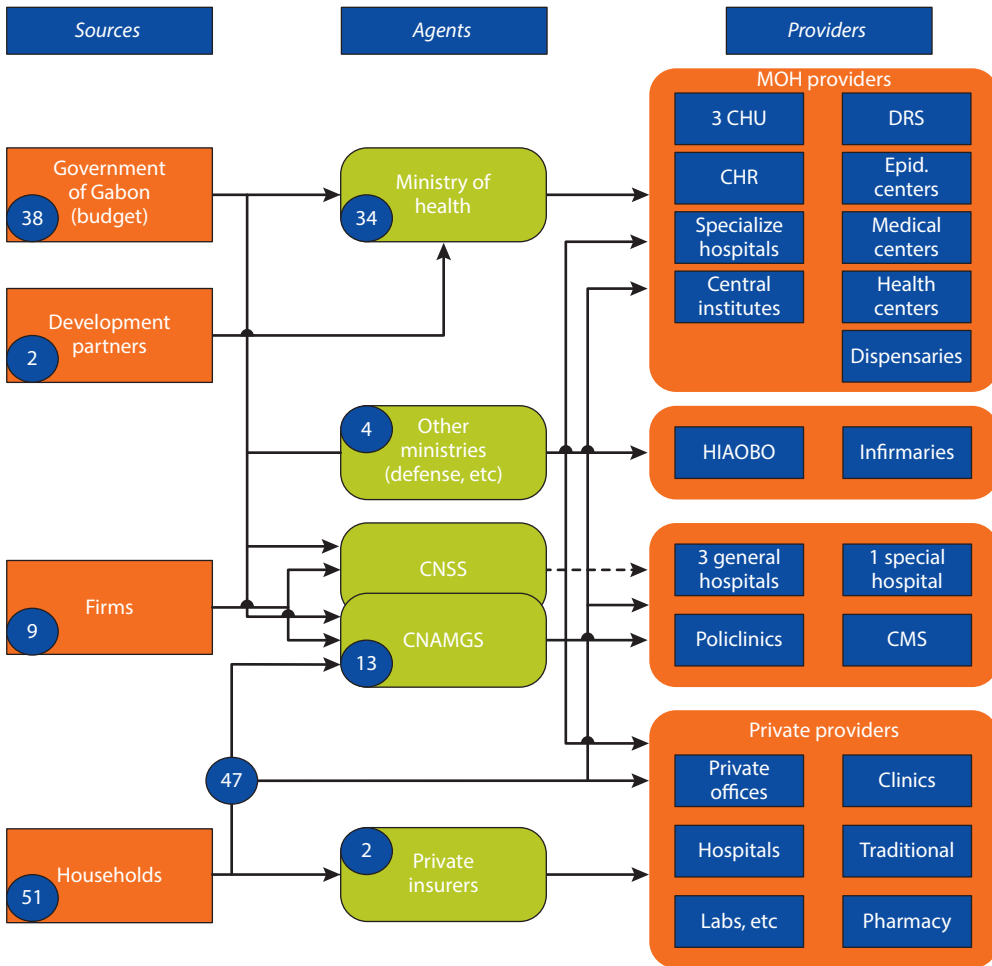 Sources
Agents
Providers
Government
of Gabon
(budget)
38
Development
partners
2
Firms
9
Households
51
47
Ministry of
health
34
4
Other
ministries
(defense, etc)
CNSS
CNAMGS
13
2
Private
insurers
MOH providers
3 CHU
DRS
CHR
Epid.
centers
Specialize
hospitals
Medical
centers
Central
institutes
Health
centers
Dispensaries
HIAOBO
Infirmaries
3 general
hospitals
1 special
hospital
Policlinics
CMS
Private providers
Private
offices
Clinics
Hospitals
Traditional
Labs, etc
Pharmacy